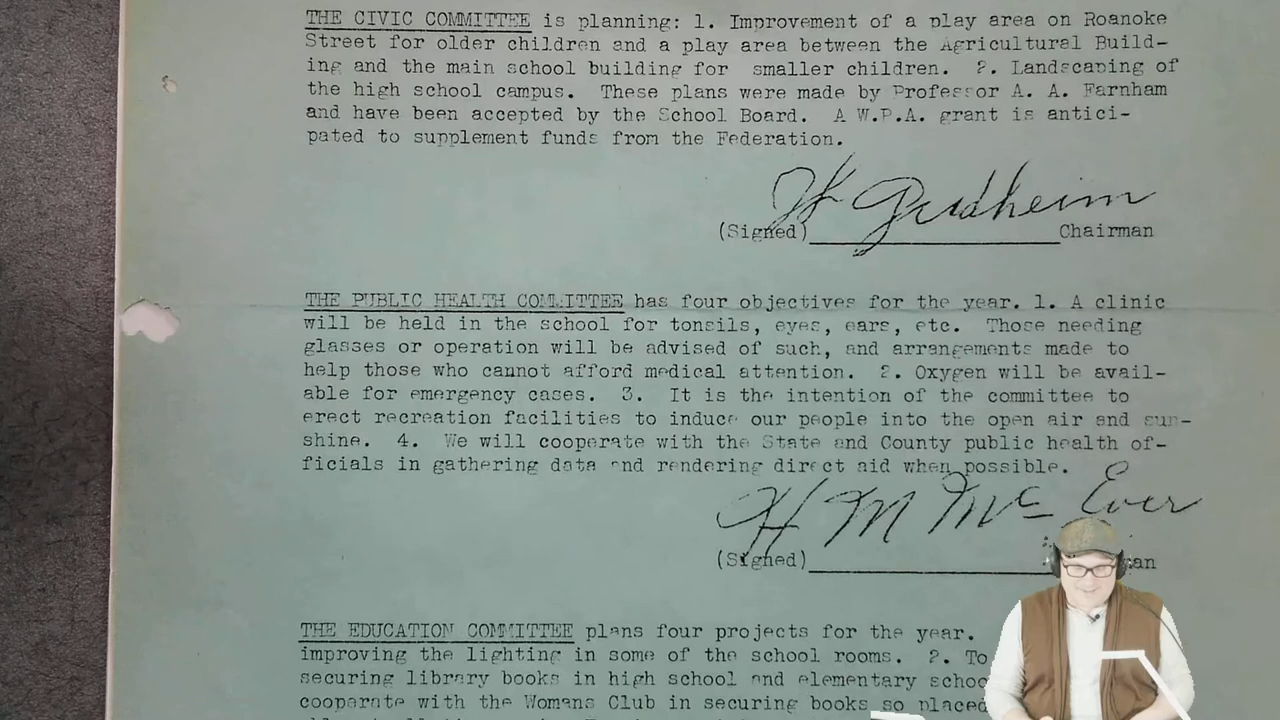 THE CIVIC COMMITTEE is planning: 1. Improvement of a play area on Roanoke
Street for older children and a play area between the Agricultural Build-
ing and the main school building for smaller children. 2. Landscaping of
the high school campus. These plans were made by Professor A. A. Farnham
and have been accepted by the School Board. A W.P.A. grant is antici-
pated to supplement funds from the Federation.
(Signed) Chairman
THE PUBLIC HEALTH COMMITTEE has four objectives for the year. 1. A clinic
will be held in the school for tonsils, eyes, ears, etc. Those needing
glasses or operation will be advised of such, and arrangements made to
help those who cannot afford medical attention. 2. Oxygen will be avail-
able for emergency cases. 3. It is the intention of the committee to
erect recreation facilities to induce our people into the open air and sun-
shine. 4. We will cooperate with the State and County public health of-
ficials in gathering data and rendering direct aid when possible.
H M McEver
(Signed)
THE EDUCATION COMMITTEE plans four projects for the year.
improving the lighting in some of the school rooms. 2. To
securing library books in high school and elementary
cooperate with the Womans Club in securing books so placed